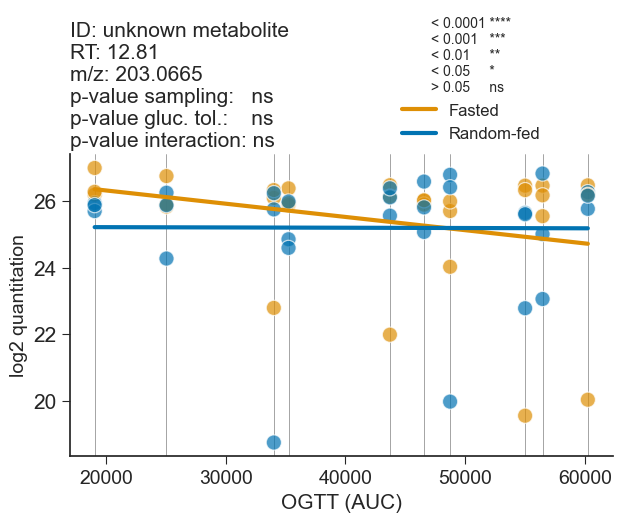 ID: unknown metabolite
RT: 12.81
m/z: 203.0665
p-value sampling: ns
p-value gluc. tol.: ns
p-value interaction: ns
< 0.0001 ****
< 0.001 ***
< 0.01 **
< 0.05 *
> 0.05 ns
Fasted
Random-fed
log2 quantitation
26
24
22
20
20000 30000 40000 50000 60000
OGTT (AUC)